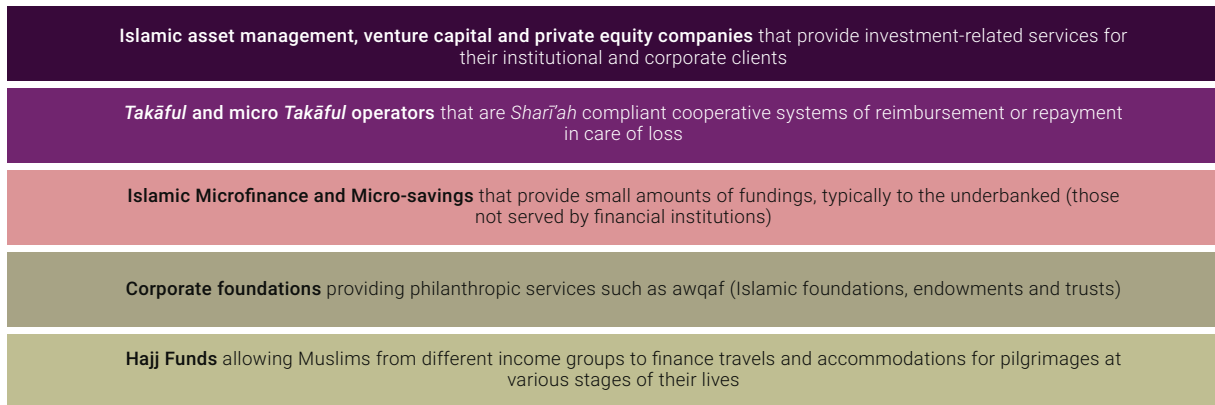 Islamic asset management, venture capital and private equity companies that provide investment-related services for
their institutional and corporate clients
Takāful and micro Takāful operators that are Sharī'ah compliant cooperative systems of reimbursement or repayment
in care of loss
Islamic Microfinance and Micro-savings that provide small amounts of fundings, typically to the underbanked (those
not served by financial institutions)
Corporate foundations providing philanthropic services such as awqaf (Islamic foundations, endowments and trusts)
Hajj Funds allowing Muslims from different income groups to finance travels and accommodations for pilgrimages at
various stages of their lives